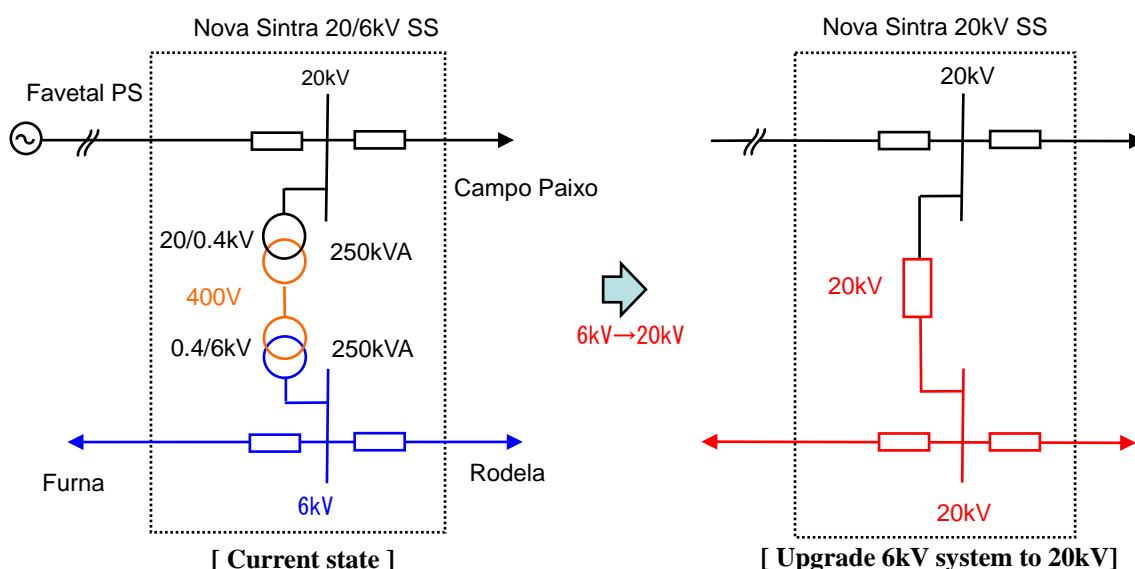 Nova Sintra 20/6kV SS
20kV
Favetal PS
Campo Paixo
20/0.4kV
250kVA
400V
0.4/6kV
250kVA
Furna
Rodela
6kV
[ Current state ]
6kV→20kV
Nova Sintra 20kV SS
20kV
20kV
20kV
[ Upgrade 6kV system to 20kV]